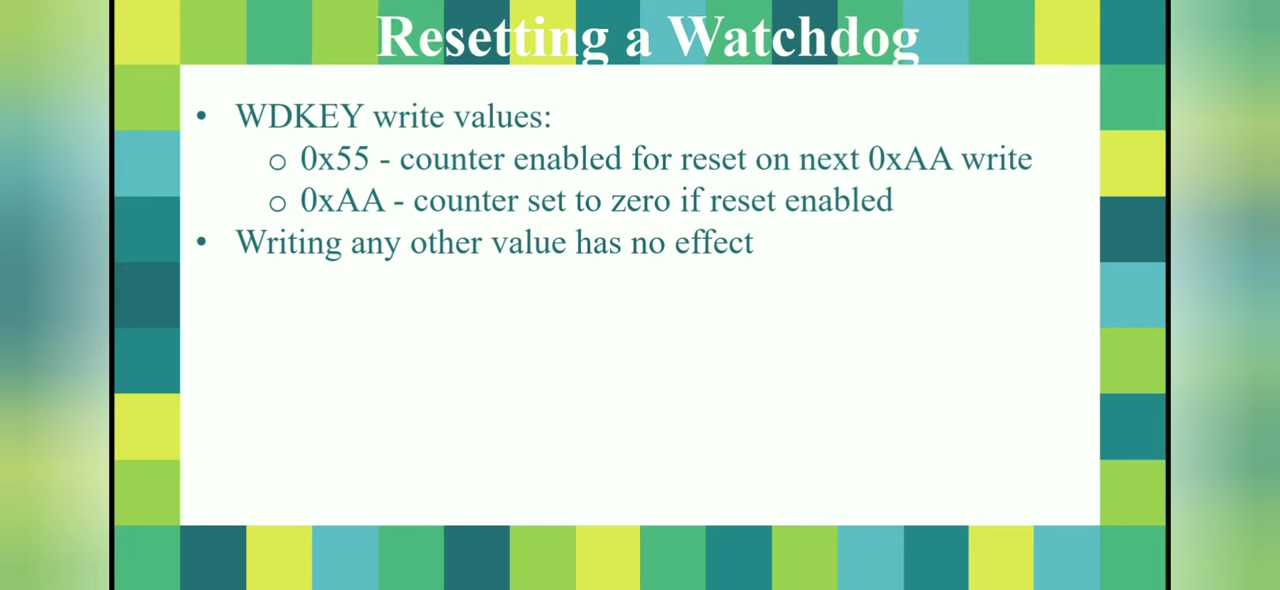 Resetting a Watchdog
• WDKEY write values:
o 0x55 - counter enabled for reset on next 0xAA write
o 0xAA - counter set to zero if reset enabled
• Writing any other value has no effect